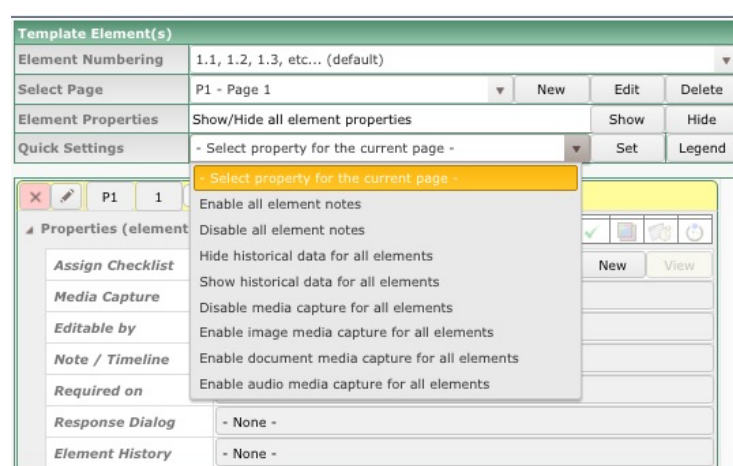 Template Element(s)
Element Numbering 1.1, 1.2, 1.3, etc... (default)
Select Page P1 - Page 1 New Edit Delete
Element Properties Show/Hide all element properties Show Hide
Quick Settings - Select property for the current page - Set Legend
- Select property for the current page -
P1 1
Enable all element notes
Properties (element
Disable all element notes
Hide historical data for all elements
Assign Checklist New View
Show historical data for all elements
Media Capture
Disable media capture for all elements
Editable by
Enable image media capture for all elements
Note / Timeline
Enable document media capture for all elements
Required on
Enable audio media capture for all elements
Response Dialog - None -
Element History - None -